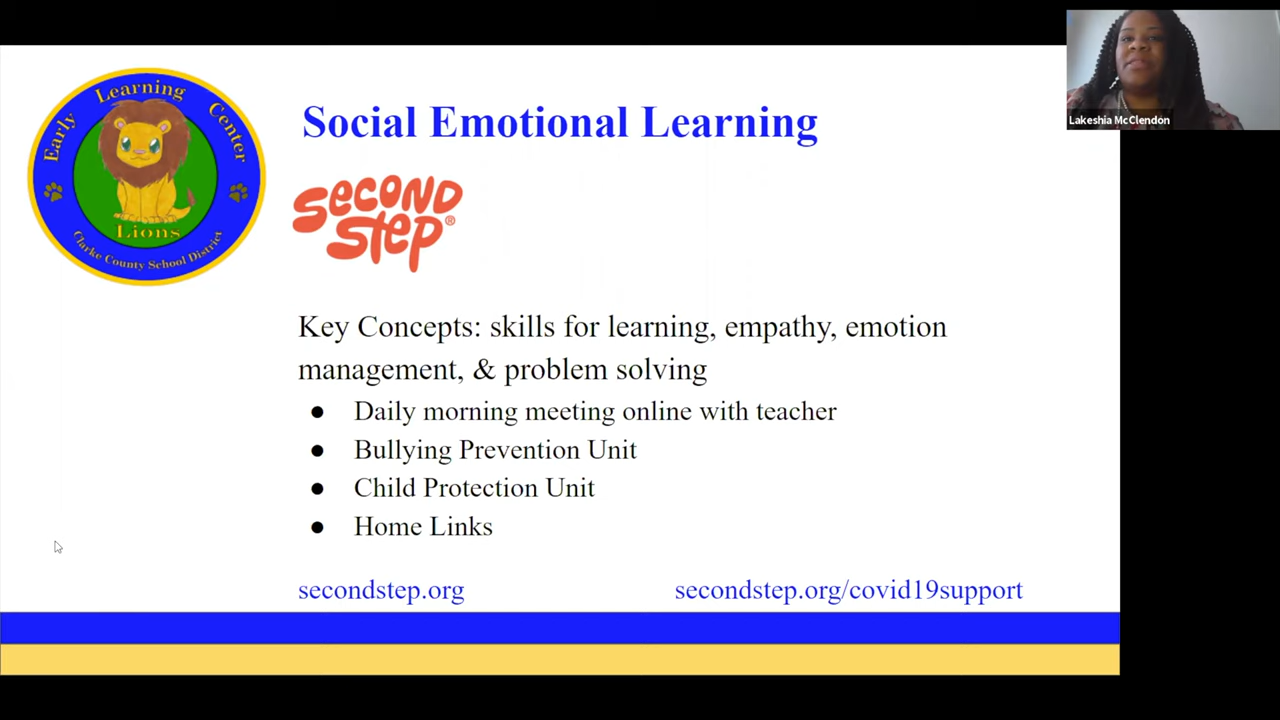 Early Learning Center
Lions
Clarke County School District
Social Emotional Learning
SECOND
STEP®
Key Concepts: skills for learning, empathy, emotion
management, & problem solving
● Daily morning meeting online with teacher
● Bullying Prevention Unit
● Child Protection Unit
● Home Links
secondstep.org
secondstep.org/covid19support
Lakeshia McClendon